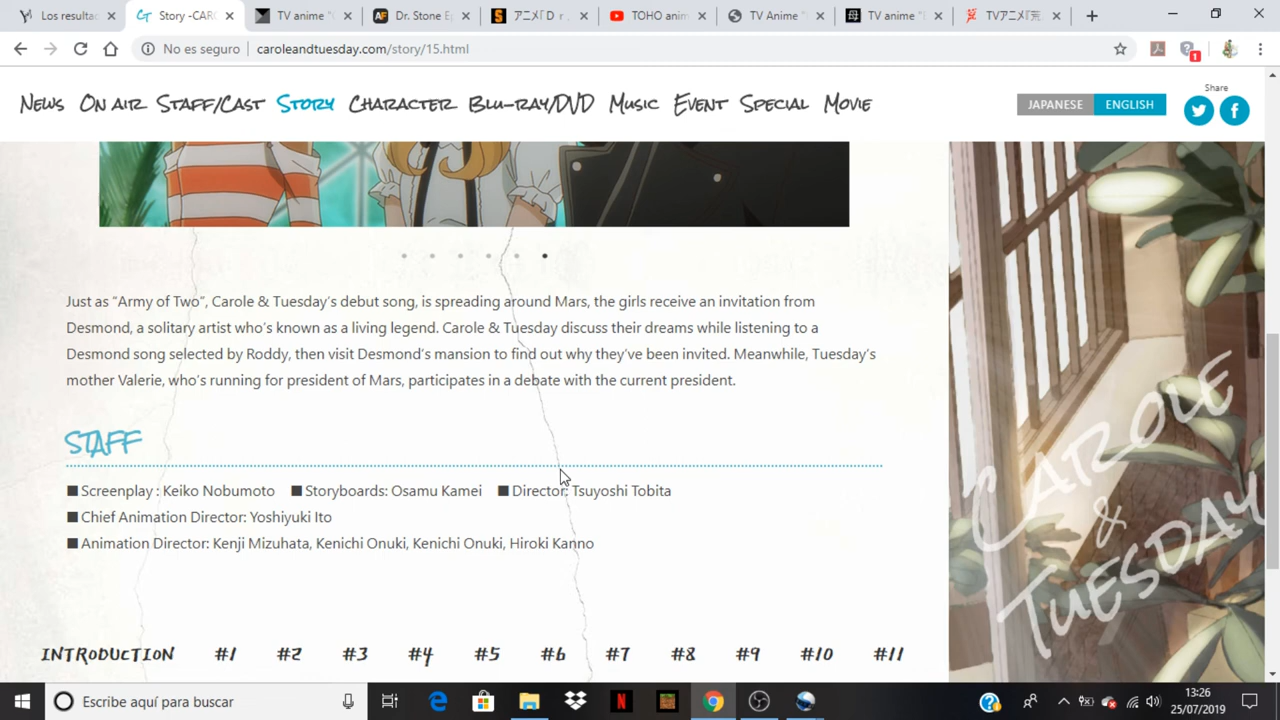 Los resultad
Story -CARO
TV anime "
Dr. Stone Ep
アニメ「Dr.
TOHO anim
TV Anime "
TV anime "
TVアニメ『荒
No es seguro
caroleandtuesday.com/story/15.html
1
News On air Staff/Cast Story Character Blu-ray/DVD Music Event Special Movie
JAPANESE ENGLISH
Share
Just as “Army of Two”, Carole & Tuesday’s debut song, is spreading around Mars, the girls receive an invitation from
Desmond, a solitary artist who’s known as a living legend. Carole & Tuesday discuss their dreams while listening to a
Desmond song selected by Roddy, then visit Desmond’s mansion to find out why they’ve been invited. Meanwhile, Tuesday’s
mother Valerie, who’s running for president of Mars, participates in a debate with the current president.
STAFF
■Screenplay : Keiko Nobumoto ■Storyboards: Osamu Kamei ■Director: Tsuyoshi Tobita
■Chief Animation Director: Yoshiyuki Ito
■Animation Director: Kenji Mizuhata, Kenichi Onuki, Kenichi Onuki, Hiroki Kanno
INTRODUCTION #1 #2 #3 #4 #5 #6 #7 #8 #9 #10 #11
CAROLE
&
TUESDAY
Escribe aquí para buscar
13:26
25/07/2019